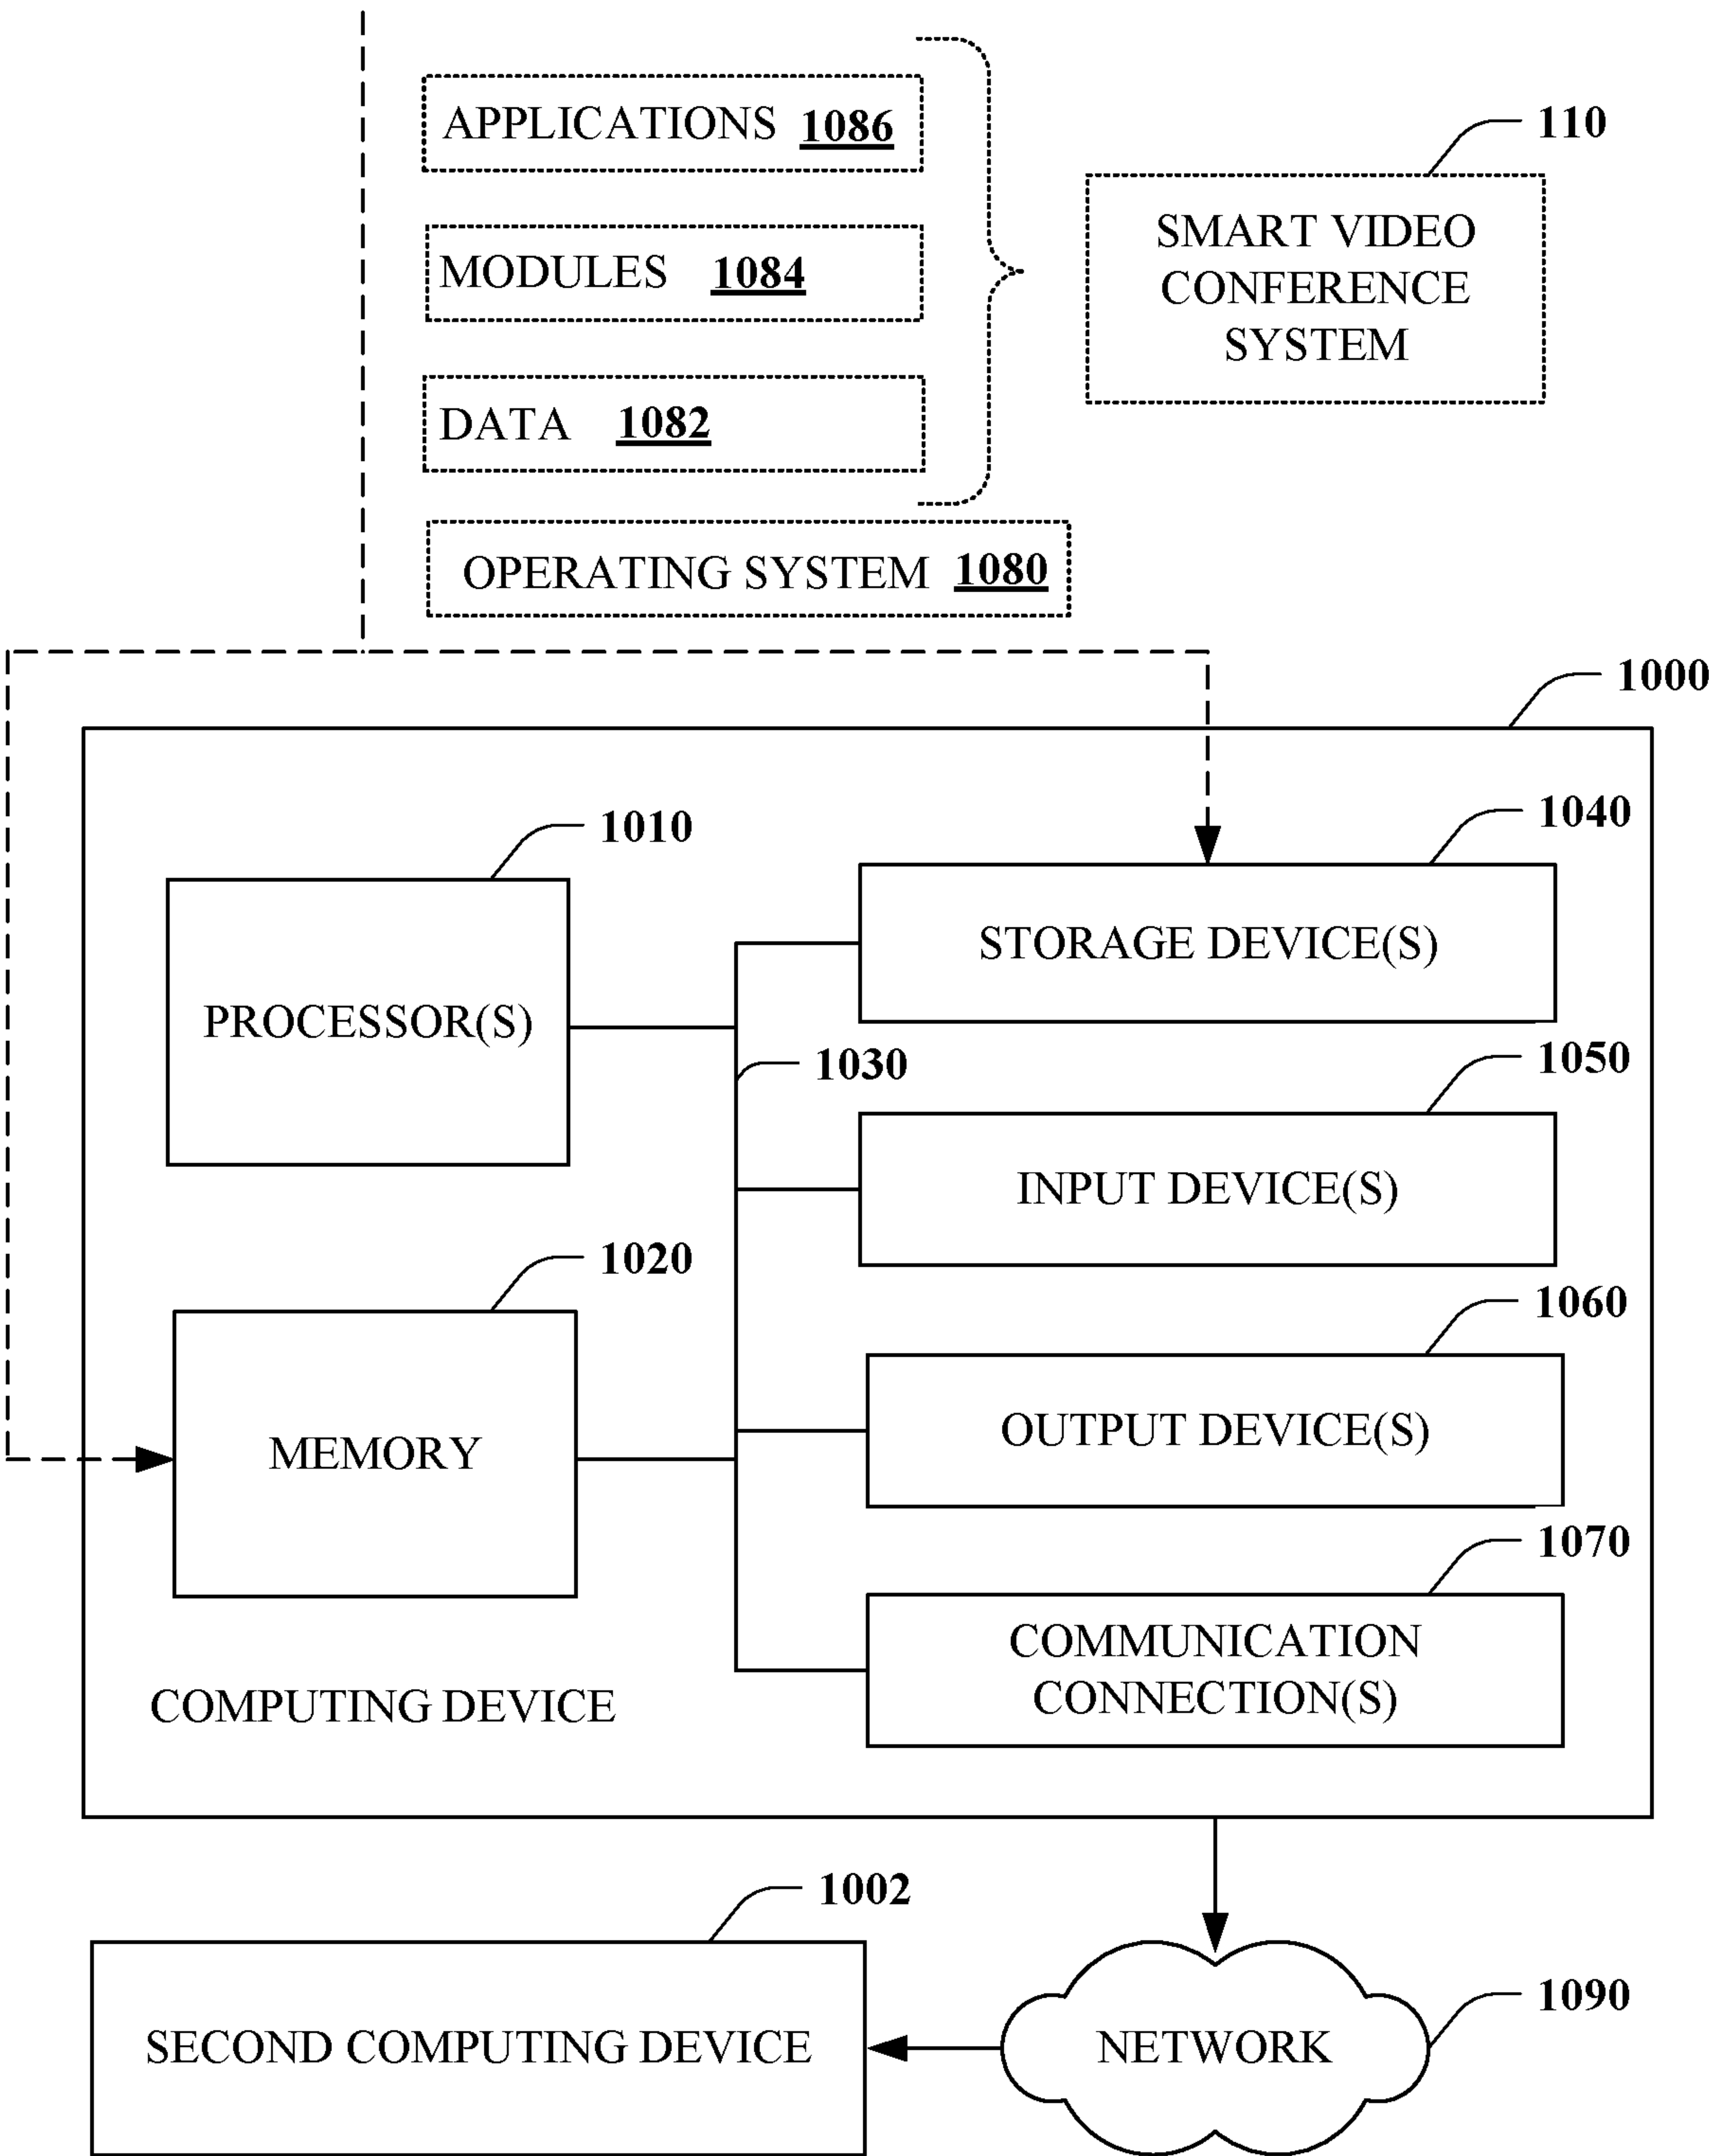 APPLICATIONS 1086
110
SMART VIDEO
CONFERENCE
SYSTEM
MODULES 1084
DATA 1082
OPERATING SYSTEM 1080
1000
1010
PROCESSOR(S)
1040
STORAGE DEVICE(S)
1030
1050
INPUT DEVICE(S)
1020
MEMORY
1060
OUTPUT DEVICE(S)
1070
COMMUNICATION
CONNECTION(S)
COMPUTING DEVICE
1002
SECOND COMPUTING DEVICE
1090
NETWORK